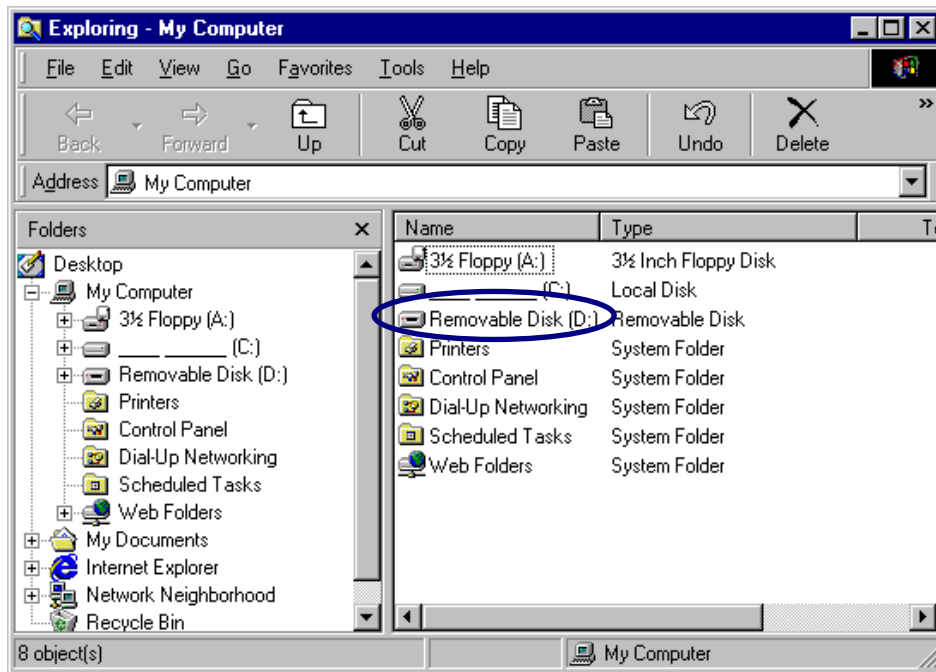 Exploring - My Computer
File Edit View Go Favorites Tools Help
Back Forward Up Cut Copy Paste Undo Delete »
Address My Computer
Folders
Desktop
My Computer
3½ Floppy (A:)
____ ______ (C:)
Removable Disk (D:)
Printers
Control Panel
Dial-Up Networking
Scheduled Tasks
Web Folders
My Documents
Internet Explorer
Network Neighborhood
Recycle Bin
Name Type
3½ Floppy (A:) 3½ Inch Floppy Disk
____ ______ (C:) Local Disk
Removable Disk (D:) Removable Disk
Printers System Folder
Control Panel System Folder
Dial-Up Networking System Folder
Scheduled Tasks System Folder
Web Folders System Folder
8 object(s) My Computer